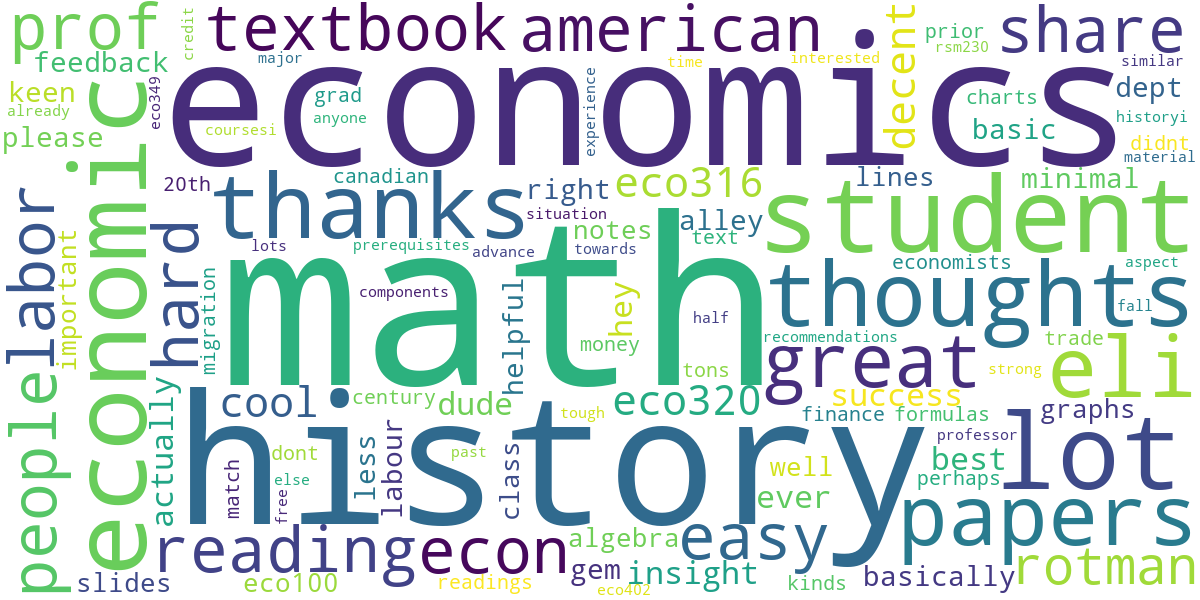 prof
textbook
american
share
credit
feedback
major
time
interested
decent
prior
rsm230
similar
economics
keen
already
please
economic
eco349
grad
anyone
coursesi
experience
charts
basic
dept
historyi
didnt
material
20th
thanks
canadian
right
eco316
lines
minimal
student
situation
notes
alley
text
labor
important
hard
migration
lots
prerequisites
advance
towards
math
economists
aspect
thoughts
components
helpful
hey
money
half
fall
recommendations
great
trade
eli
tons
strong
people
actually
cool
century
dude
tough
eco320
success
finance
formulas
graphs
history
lot
professor
match
dont
else
free
less
labour
past
class
well
ever
best
perhaps
papers
reading
econ
algebra
easy
gem
insight
basically
rotman
slides
eco100
readings
eco402
kinds